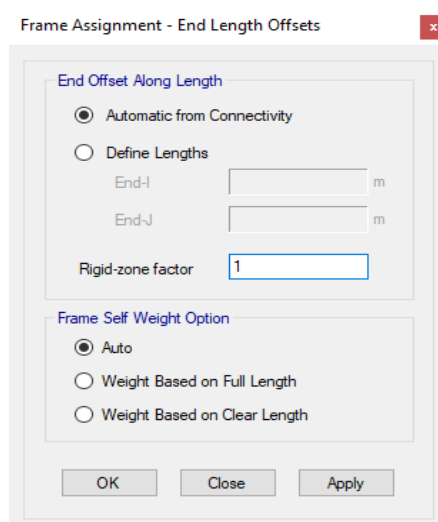 Frame Assignment - End Length Offsets
x
End Offset Along Length
Automatic from Connectivity
Define Lengths
End-I m
End-J m
Rigid-zone factor 1
Frame Self Weight Option
Auto
Weight Based on Full Length
Weight Based on Clear Length
OK Close Apply